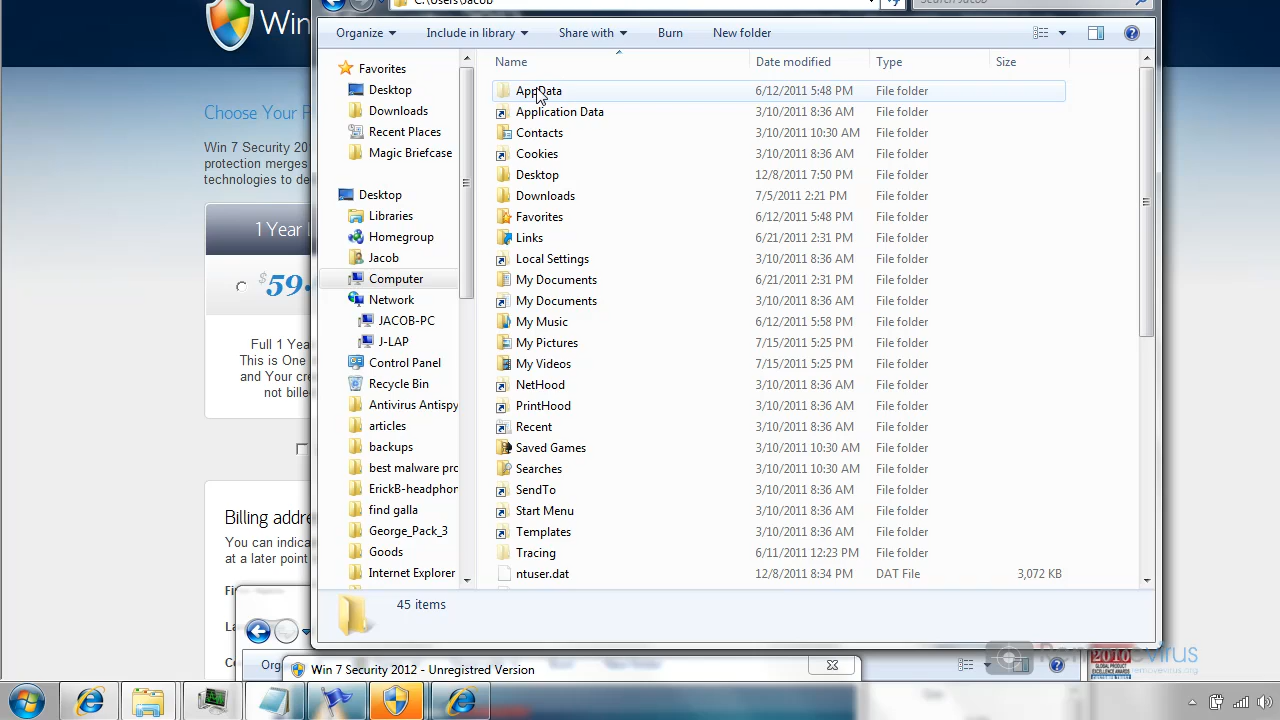 Win
C:\Users\Jacob
Search Jacob
Organize
Include in library
Share with
Burn
New folder
Name
Date modified
Type
Size
Favorites
Desktop
Downloads
Recent Places
Magic Briefcase
Desktop
Libraries
Homegroup
Jacob
Computer
Network
JACOB-PC
J-LAP
Control Panel
Recycle Bin
Antivirus Antispy
articles
backups
best malware pro
ErickB-headphon
find galla
George_Pack_3
Goods
Internet Explorer
AppData 6/12/2011 5:48 PM File folder
Application Data 3/10/2011 8:36 AM File folder
Contacts 3/10/2011 10:30 AM File folder
Cookies 3/10/2011 8:36 AM File folder
Desktop 12/8/2011 7:50 PM File folder
Downloads 7/5/2011 2:21 PM File folder
Favorites 6/12/2011 5:48 PM File folder
Links 6/21/2011 2:31 PM File folder
Local Settings 3/10/2011 8:36 AM File folder
My Documents 6/21/2011 2:31 PM File folder
My Documents 3/10/2011 8:36 AM File folder
My Music 6/12/2011 5:58 PM File folder
My Pictures 7/15/2011 5:25 PM File folder
My Videos 7/15/2011 5:25 PM File folder
NetHood 3/10/2011 8:36 AM File folder
PrintHood 3/10/2011 8:36 AM File folder
Recent 3/10/2011 8:36 AM File folder
Saved Games 3/10/2011 10:30 AM File folder
Searches 3/10/2011 10:30 AM File folder
SendTo 3/10/2011 8:36 AM File folder
Start Menu 3/10/2011 8:36 AM File folder
Templates 3/10/2011 8:36 AM File folder
Tracing 6/11/2011 12:23 PM File folder
ntuser.dat 12/8/2011 8:34 PM DAT File 3,072 KB
45 items
Choose Your P
Win 7 Security 20
protection merges
technologies to de
1 Year
$59.
Full 1 Yea
This is One
and Your cre
not bille
Billing addre
You can indica
at a later point
Org
Win 7 Security 2012 - Unregistred Version
2010